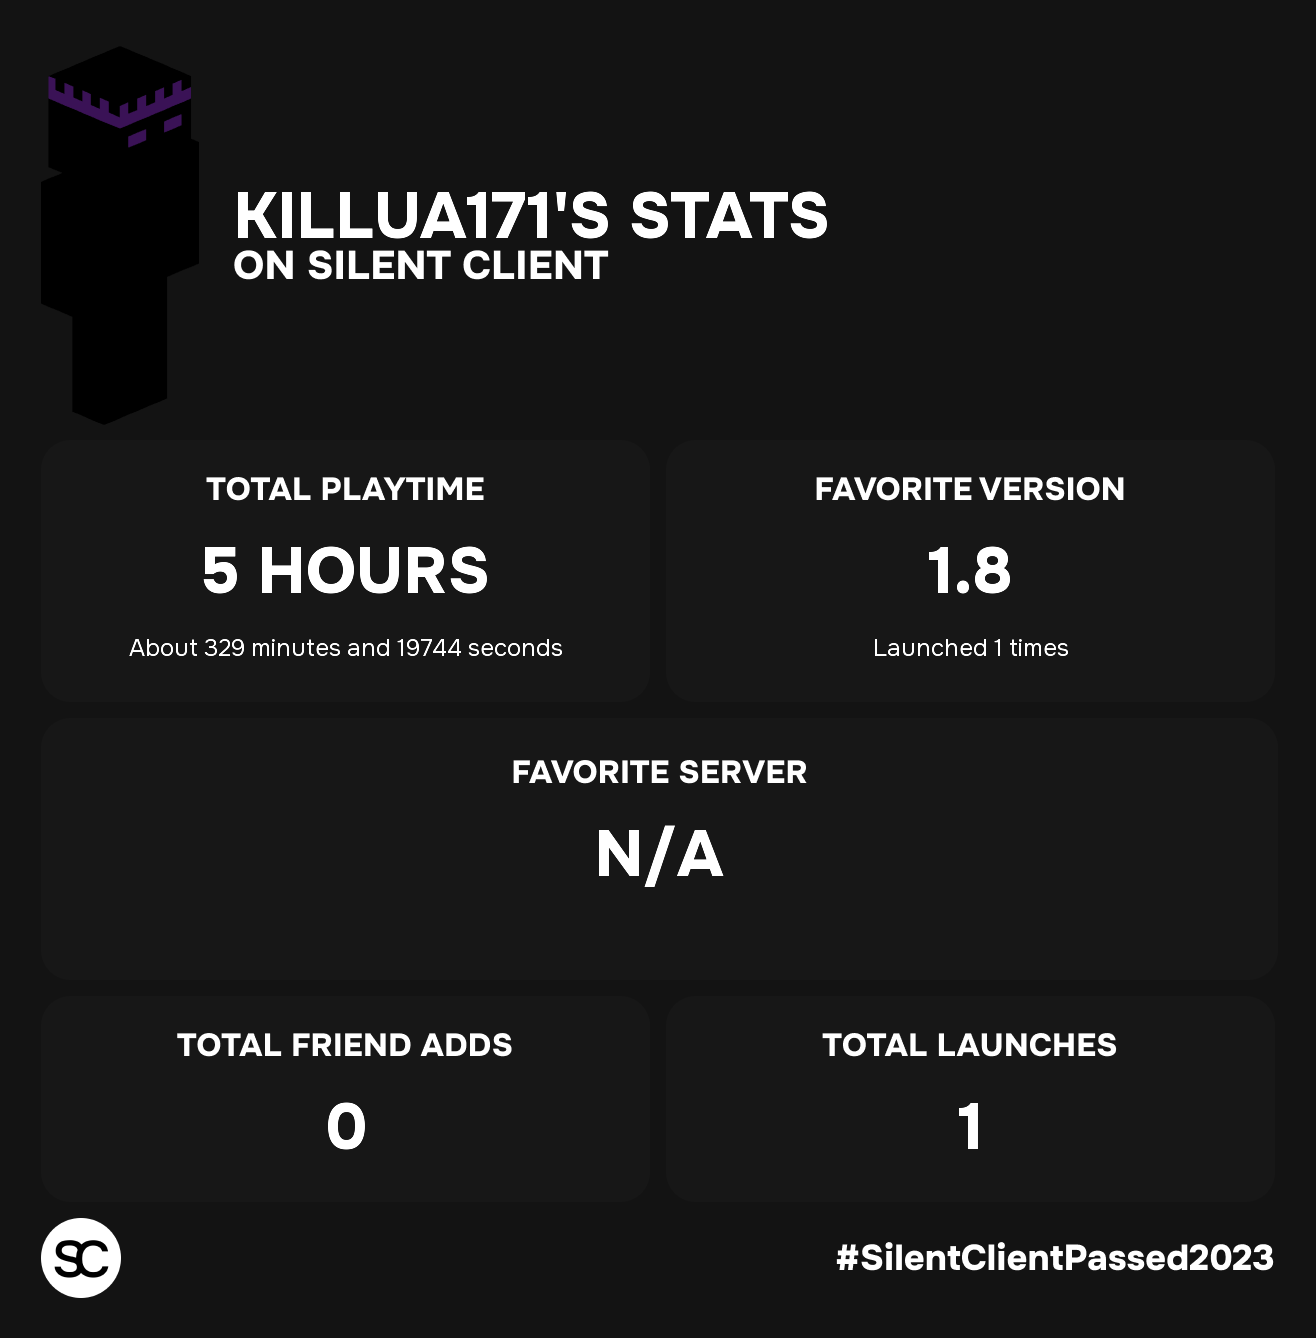 KILLUA171'S STATS
ON SILENT CLIENT
TOTAL PLAYTIME
5 HOURS
About 329 minutes and 19744 seconds
FAVORITE VERSION
1.8
Launched 1 times
FAVORITE SERVER
N/A
TOTAL FRIEND ADDS
0
TOTAL LAUNCHES
1
SC
#SilentClientPassed2023